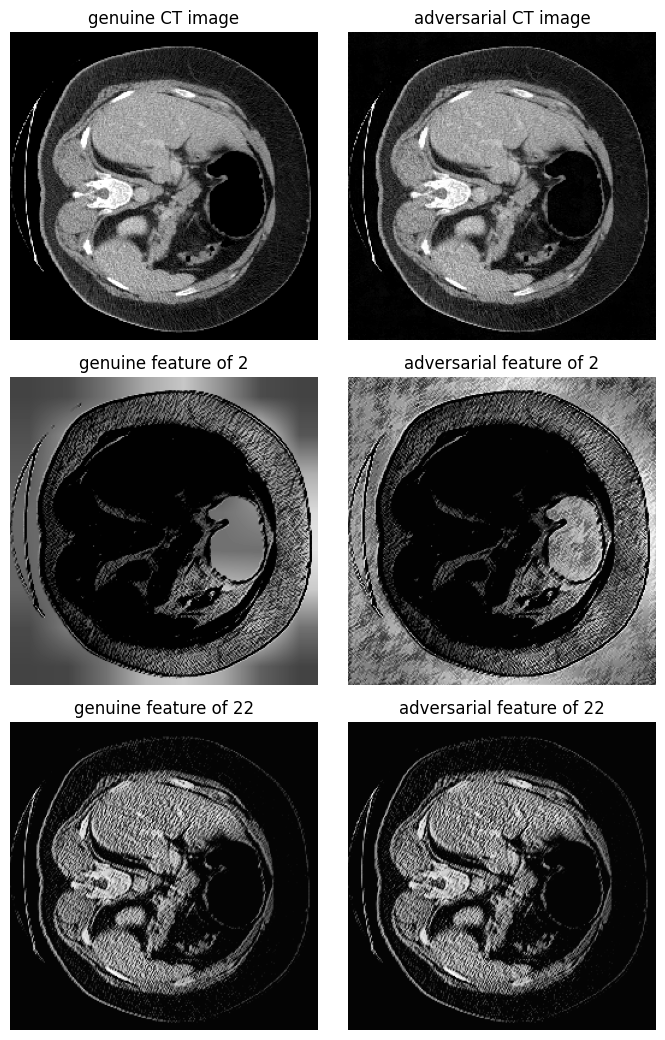 genuine CT image
adversarial CT image
genuine feature of 2
adversarial feature of 2
genuine feature of 22
adversarial feature of 22